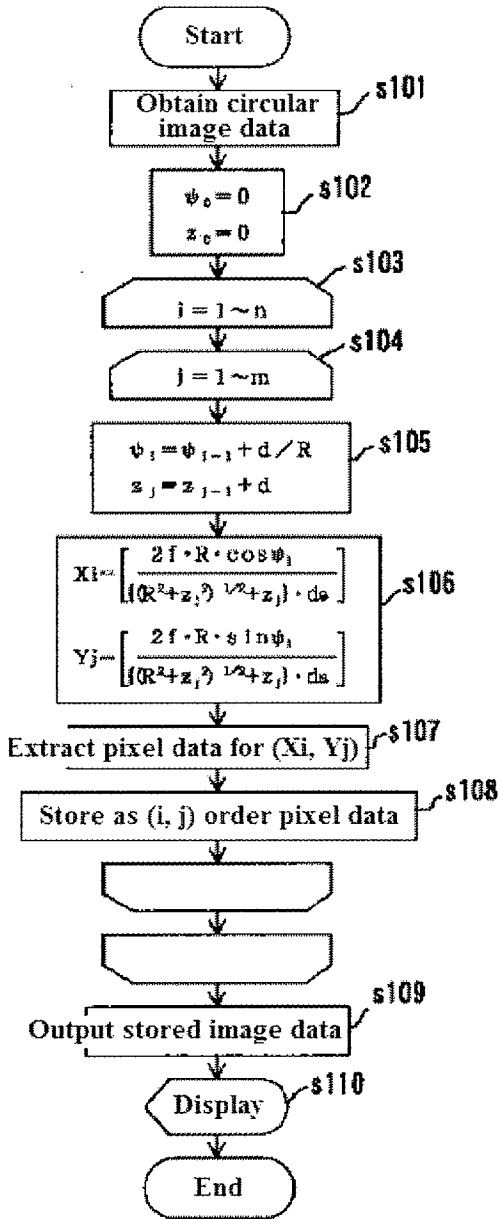 Start
s101
Obtain circular
image data
s102
ψ₀=0
z₀=0
s103
i=1~n
s104
j=1~m
s105
ψᵢ=ψᵢ₋₁+d/R
zⱼ=zⱼ₋₁+d
s106
Xi=[2f・R・cosψᵢ/{(R²+zⱼ²)^1/2+zⱼ}・ds]
Yj=[2f・R・sinψᵢ/{(R²+zⱼ²)^1/2+zⱼ}・ds]
s107
Extract pixel data for (Xi, Yj)
s108
Store as (i, j) order pixel data
s109
Output stored image data
s110
Display
End